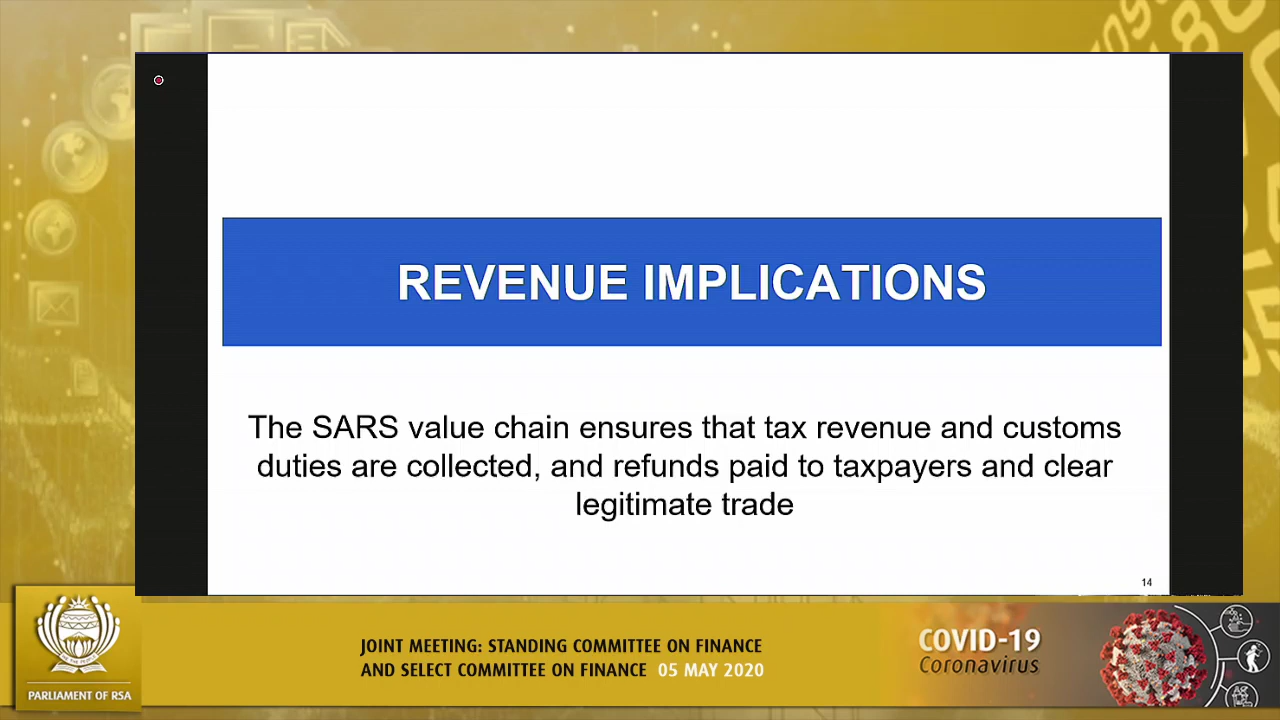 REVENUE IMPLICATIONS
The SARS value chain ensures that tax revenue and customs
duties are collected, and refunds paid to taxpayers and clear
legitimate trade
14
PARLIAMENT OF RSA
JOINT MEETING: STANDING COMMITTEE ON FINANCE
AND SELECT COMMITTEE ON FINANCE 05 MAY 2020
COVID-19
Coronavirus